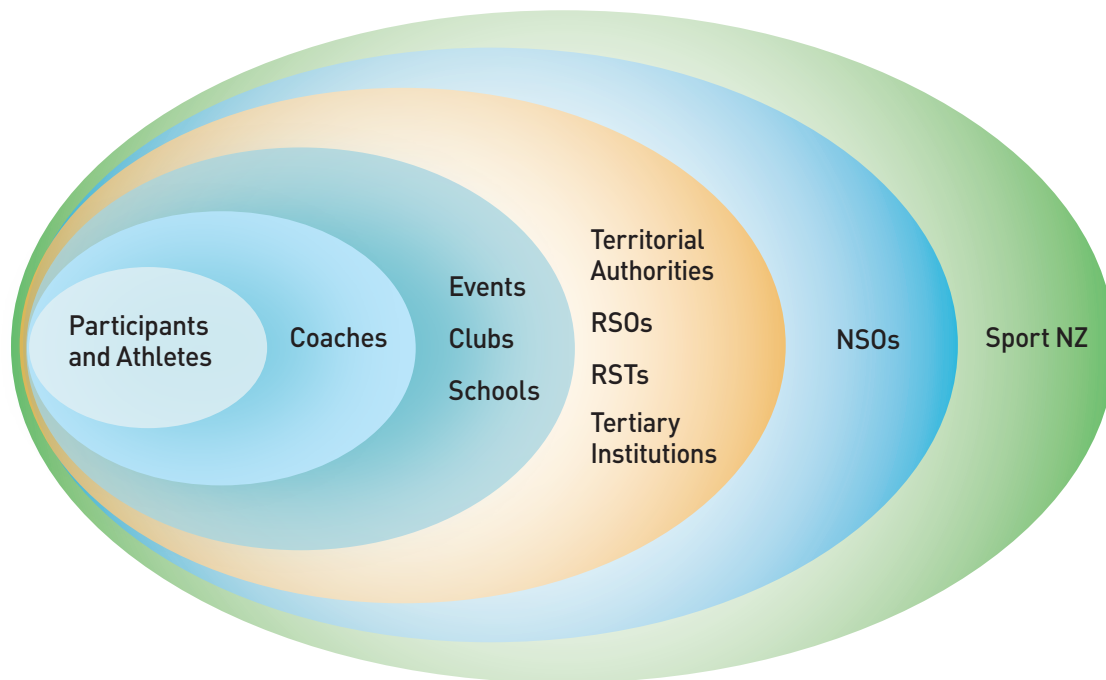 Participants
and Athletes
Coaches
Events
Clubs
Schools
Territorial
Authorities
RSOs
RSTs
Tertiary
Institutions
NSOs
Sport NZ